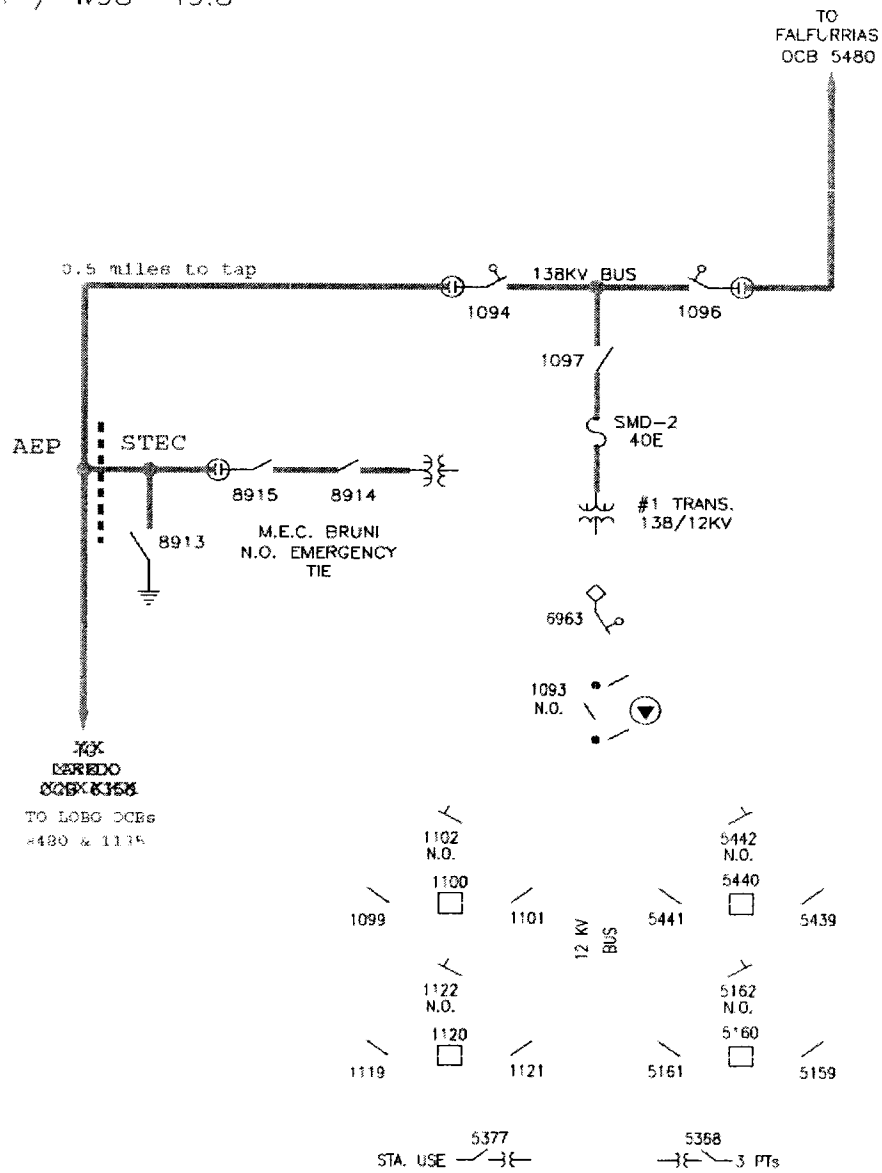 TO
FALFURRIAS
OCB 5480
0.5 miles to tap
138KV BUS
1094
1096
1097
SMD-2
40E
AEP
STEC
8915
8914
8913
M.E.C. BRUNI
N.O. EMERGENCY
TIE
#1 TRANS.
138/12KV
6963
1093
N.O.
TO
LAREDO
TO LOBO OCBs
& 1135
1102
N.O.
5442
N.O.
1100
5440
1099
1101
5441
5439
12 KV
BUS
1122
N.O.
5162
N.O.
1120
5160
1119
1121
5161
5159
STA. USE
5377
5368
3 PTs